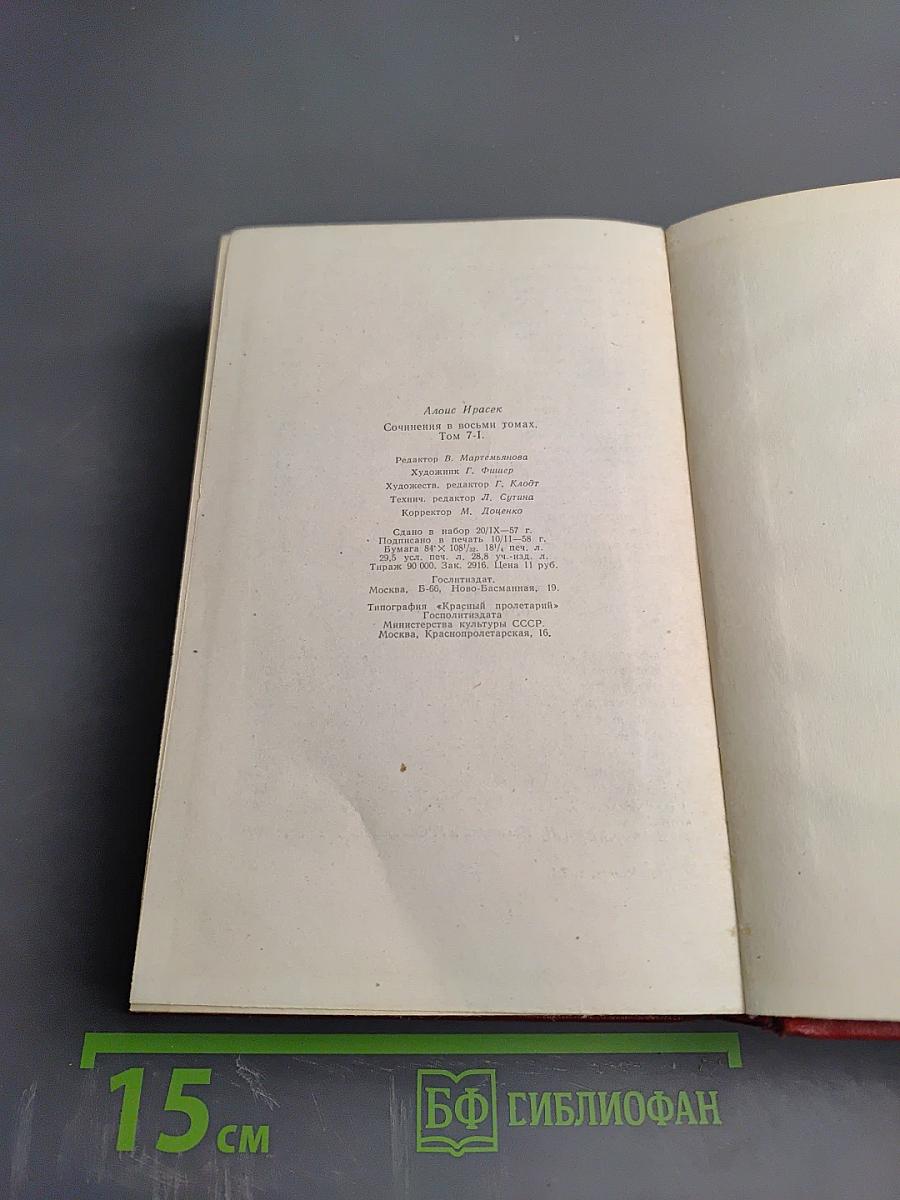 Алоис Ирасек
Сочинения в восьми томах.
Том 7-I.
Редактор В. Мартемьянова
Художник Г. Фишер
Художеств. редактор Г. Клодт
Технич. редактор Л. Сутина
Корректор М. Доценко
Сдано в набор 20/IX—57 г.
Подписано в печать 10/II—58 г.
Бумага 84×108¹/₃₂. 18¹/₄ печ. л.
29,5 усл. печ. л. 28,8 уч.-изд. л.
Тираж 90 000. Зак. 2916. Цена 11 руб.
Гослитиздат.
Москва, Б-66, Ново-Басманная, 19.
Типография «Красный пролетарий»
Госполитиздата
Министерства культуры СССР.
Москва, Краснопролетарская, 16.
15 см
БФ